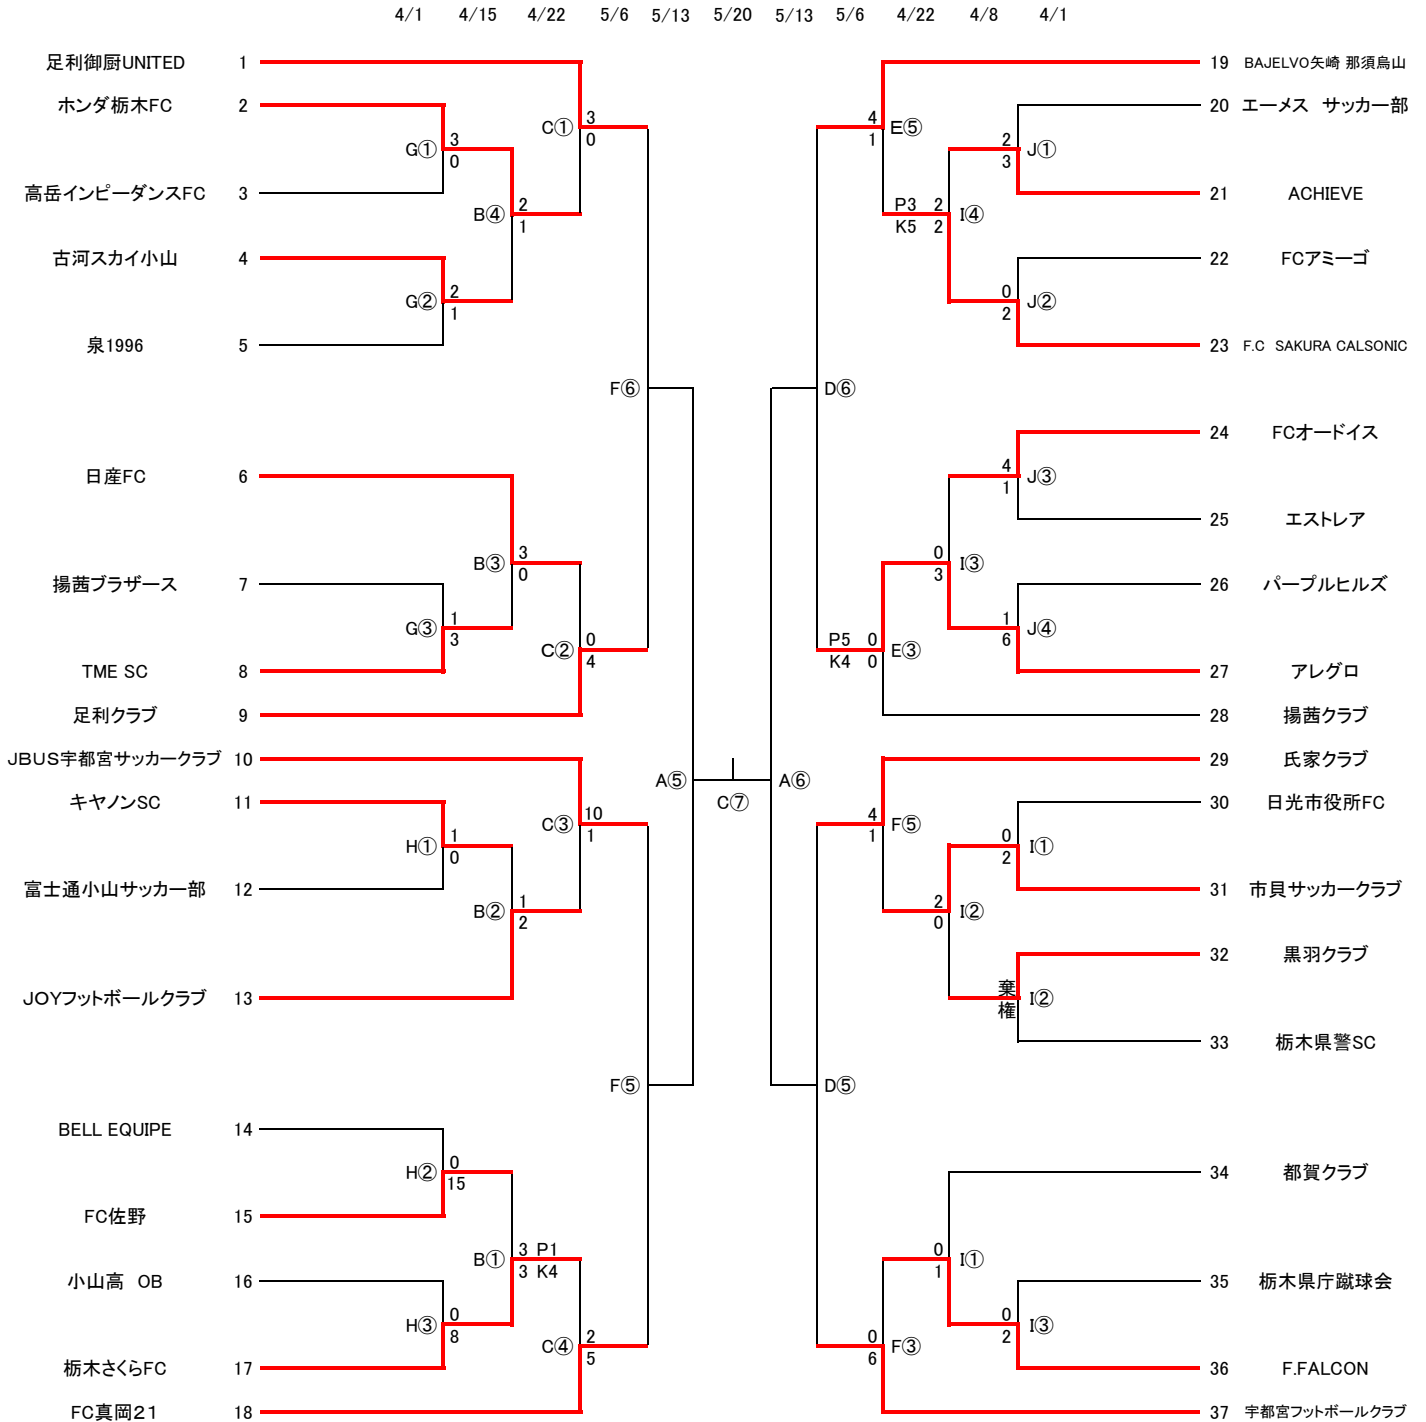 4/1 4/15 4/22 5/6 5/13 5/20 5/13 5/6 4/22 4/8 4/1
足利御厨UNITED 1
19 BAJELVO矢崎 那須烏山
ホンダ栃木FC 2
20 エーメス サッカー部
C① 3
0
4
1 E⑤
G① 3
0
2
3 J①
高岳インピーダンスFC 3
21 ACHIEVE
B④ 2
1
P3 2
K5 2 I④
古河スカイ小山 4
22 FCアミーゴ
G② 2
1
0
2 J②
泉1996 5
23 F.C SAKURA CALSONIC
F⑥
D⑥
24 FCオードイス
日産FC 6
4
1 J③
25 エストレア
B③ 3
0
0
3 I③
揚茜ブラザース 7
26 パープルヒルズ
G③ 1
3
1
6 J④
C② 0
4
P5 0
K4 0 E③
TME SC 8
27 アレグロ
足利クラブ 9
28 揚茜クラブ
JBUS宇都宮サッカークラブ 10
29 氏家クラブ
A⑤
C⑦
A⑥
キヤノンSC 11
30 日光市役所FC
C③ 10
1
4
1 F⑤
H① 1
0
0
2 I①
富士通小山サッカー部 12
31 市貝サッカークラブ
B② 1
2
2
0 I②
32 黒羽クラブ
JOYフットボールクラブ 13
棄
権 I②
33 栃木県警SC
F⑤
D⑤
BELL EQUIPE 14
H② 0
15
34 都賀クラブ
FC佐野 15
B① 3 P1
3 K4
0
1 I①
小山高 OB 16
35 栃木県庁蹴球会
H③ 0
8
0
2 I③
C④ 2
5
0
6 F③
栃木さくらFC 17
36 F.FALCON
FC真岡21 18
37 宇都宮フットボールクラブ